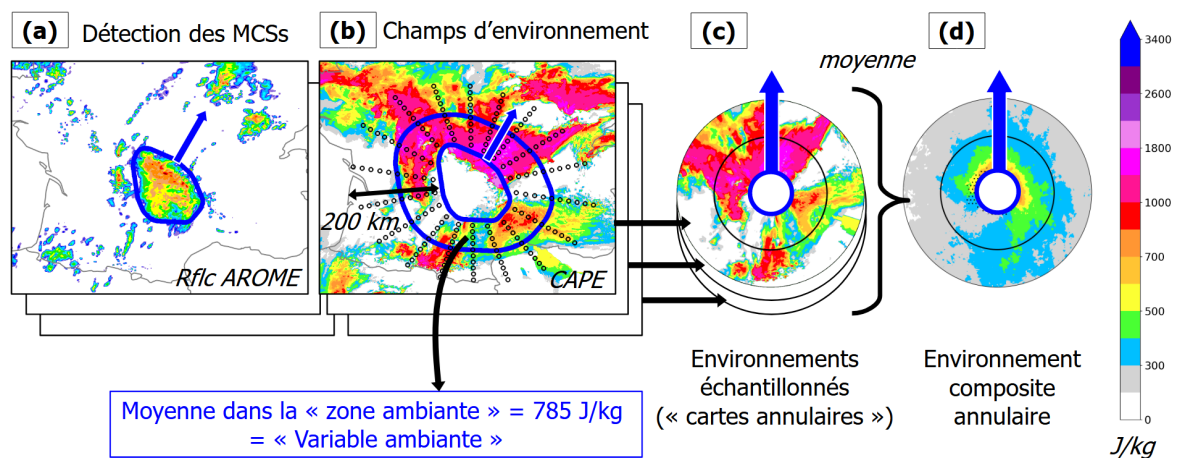 (a) Détection des MCSs
(b) Champs d'environnement
(c)
(d)
moyenne
200 km
Rflc AROME
CAPE
3400
2600
1800
1000
700
500
300
0
J/kg
Environnements
échantillonnés
(« cartes annulaires »)
Environnement
composite
annulaire
Moyenne dans la « zone ambiante » = 785 J/kg
= « Variable ambiante »